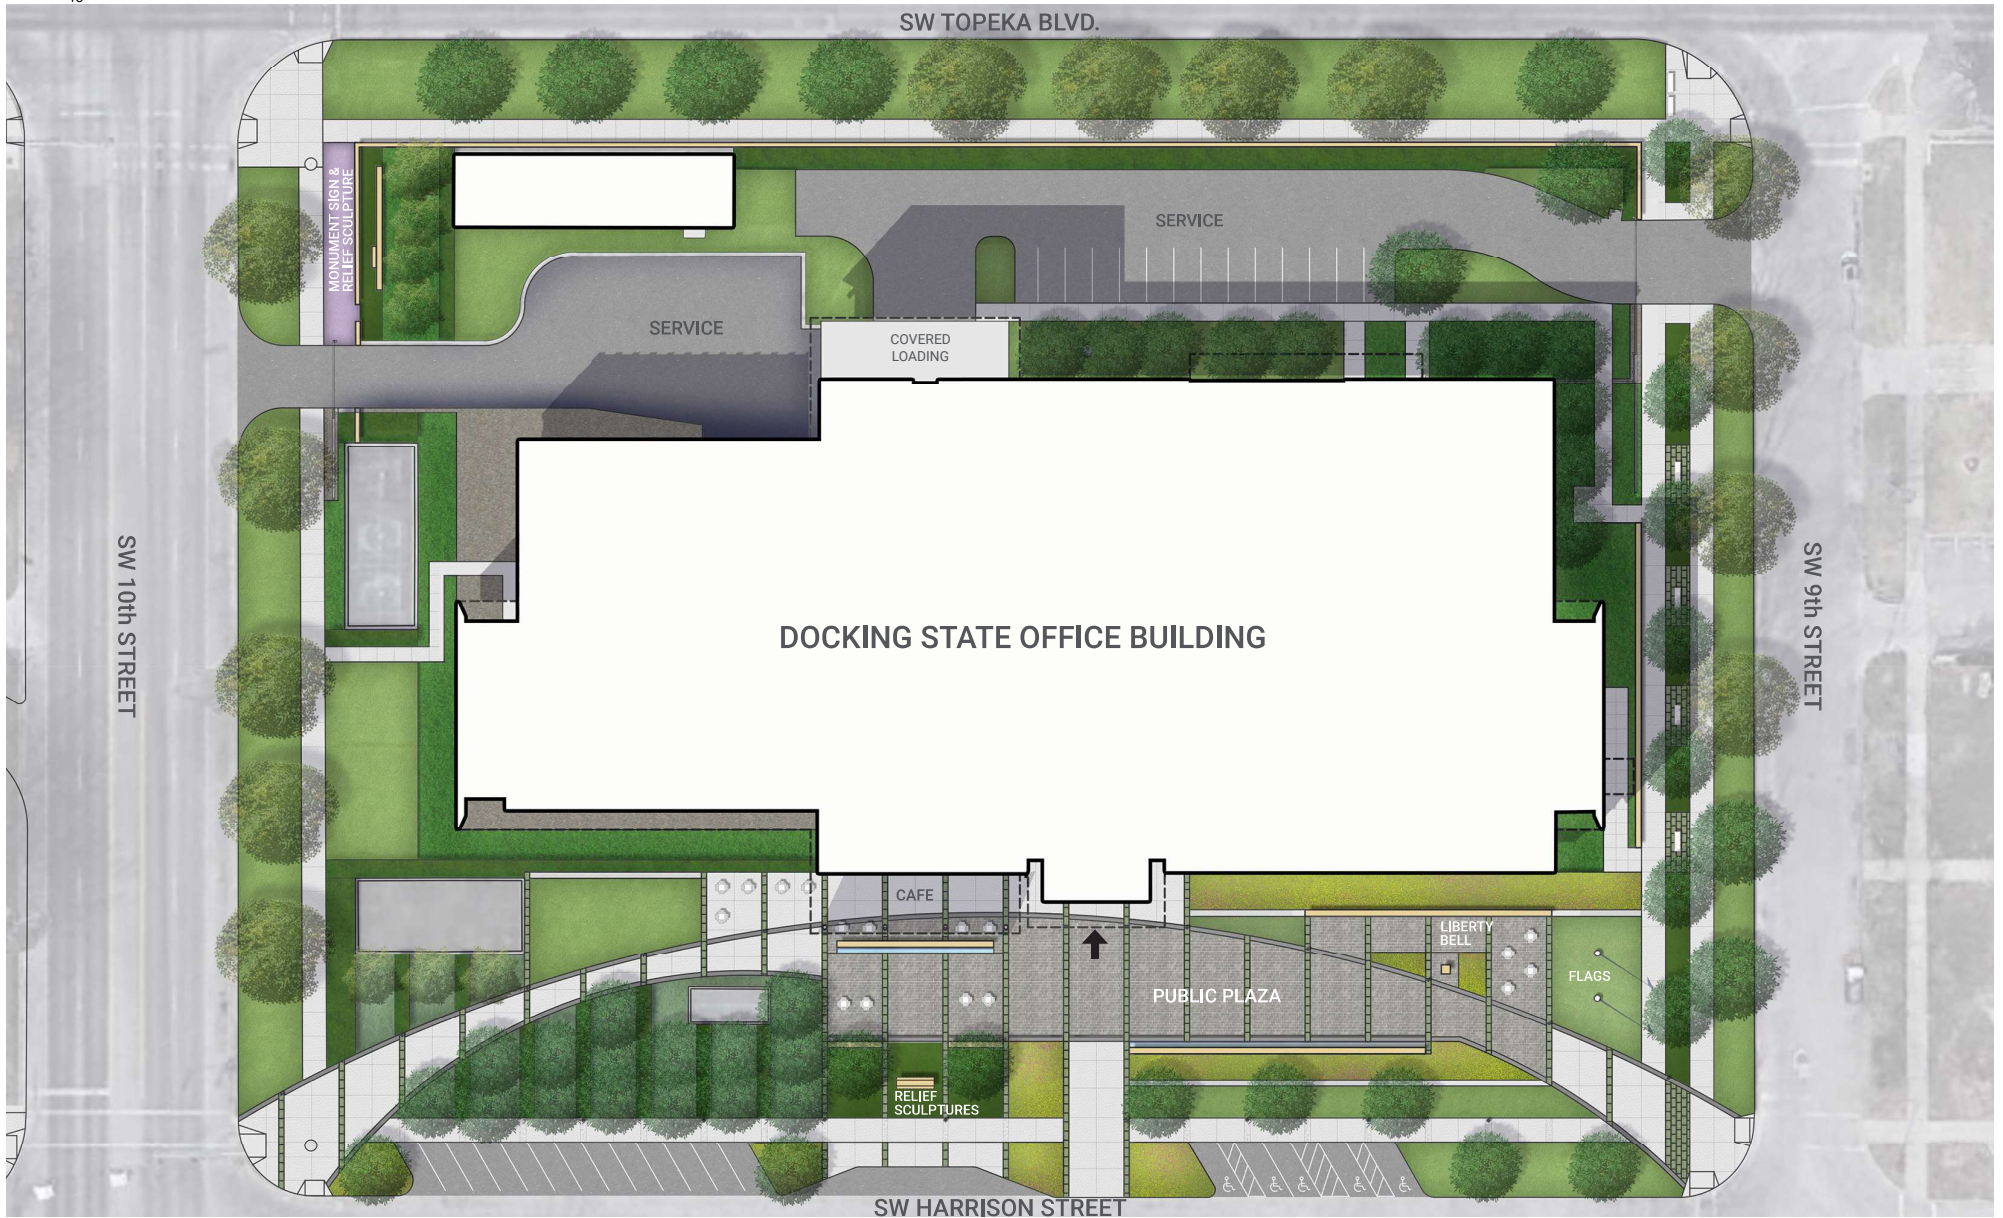 SW TOPEKA BLVD.
MONUMENT SIGN &
RELIEF SCULPTURE
SERVICE
SERVICE
COVERED
LOADING
SW 10th STREET
SW 9th STREET
DOCKING STATE OFFICE BUILDING
CAFE
LIBERTY
BELL
FLAGS
PUBLIC PLAZA
RELIEF
SCULPTURES
SW HARRISON STREET